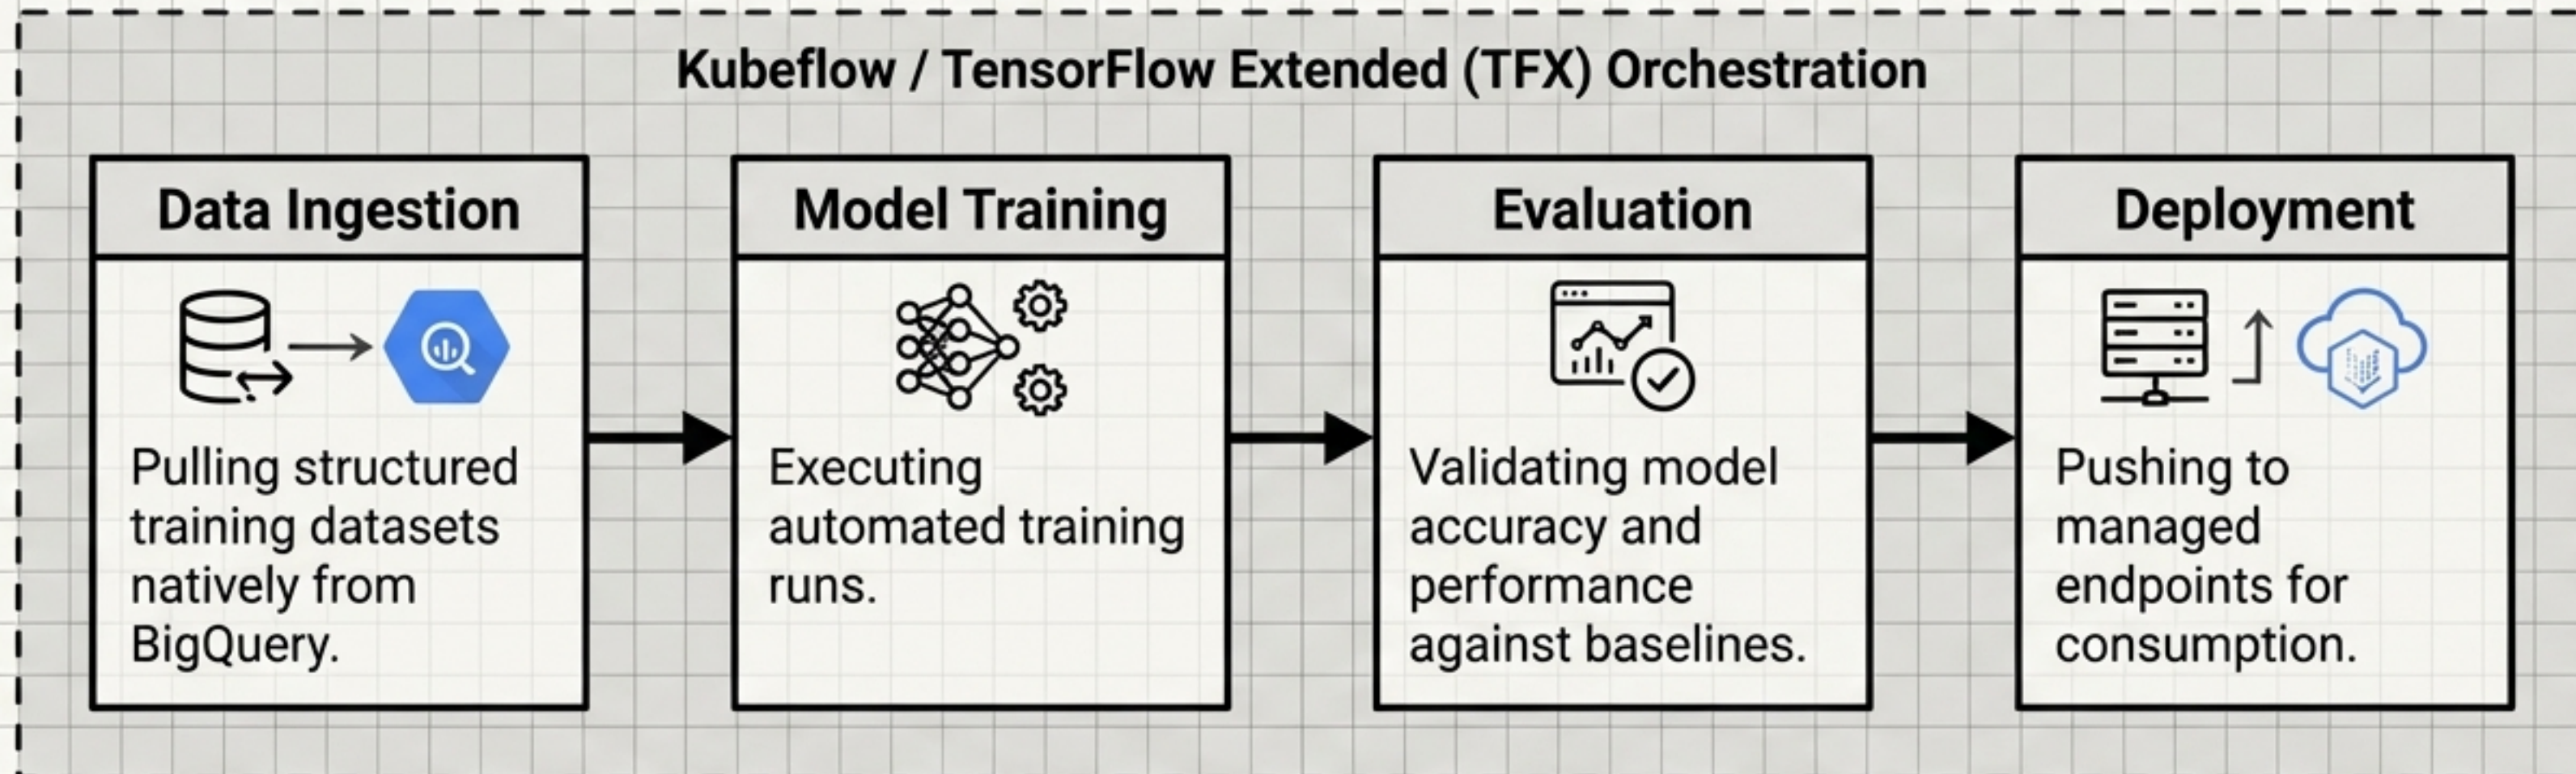 Kubeflow / TensorFlow Extended (TFX) Orchestration
Data Ingestion
Pulling structured
training datasets
natively from
BigQuery.
Model Training
Executing
automated training
runs.
Evaluation
Validating model
accuracy and
performance
against baselines.
Deployment
Pushing to
managed
endpoints for
consumption.